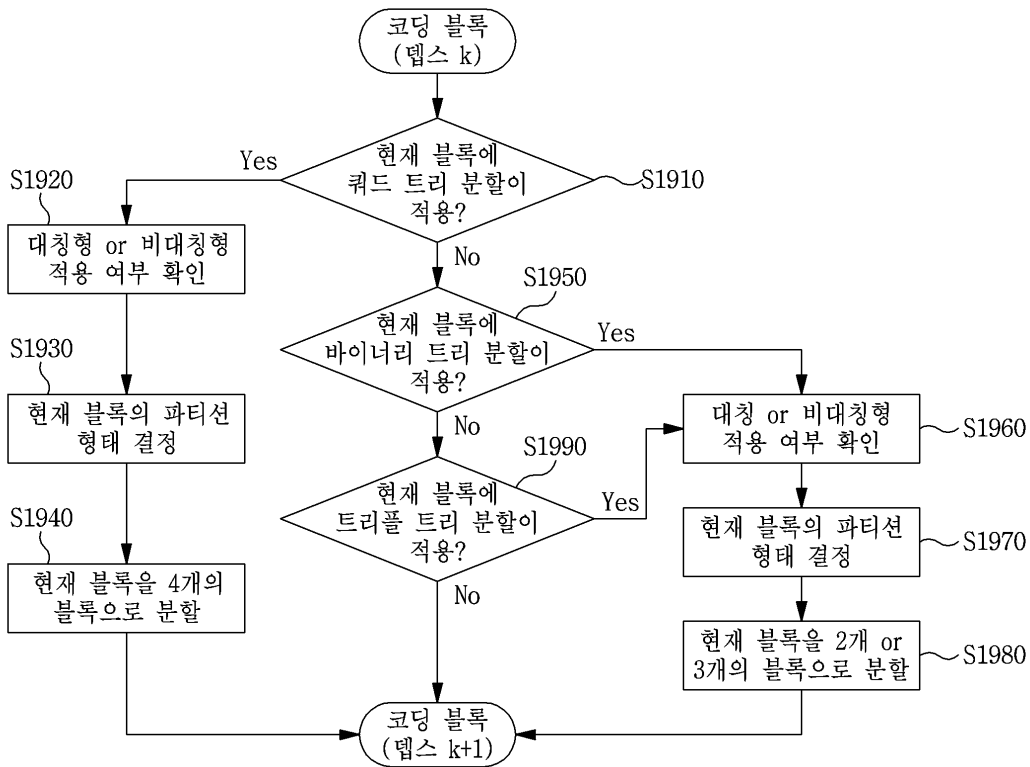 코딩 블록
(뎁스 k)
현재 블록에
쿼드 트리 분할이
적용?
Yes
S1910
S1920
대칭형 or 비대칭형
적용 여부 확인
No
S1950
현재 블록에
바이너리 트리 분할이
적용?
Yes
S1930
현재 블록의 파티션
형태 결정
No
대칭 or 비대칭형
적용 여부 확인
S1960
S1990
현재 블록에
트리플 트리 분할이
적용?
Yes
현재 블록의 파티션
형태 결정
S1970
S1940
현재 블록을 4개의
블록으로 분할
No
현재 블록을 2개 or
3개의 블록으로 분할
S1980
코딩 블록
(뎁스 k+1)